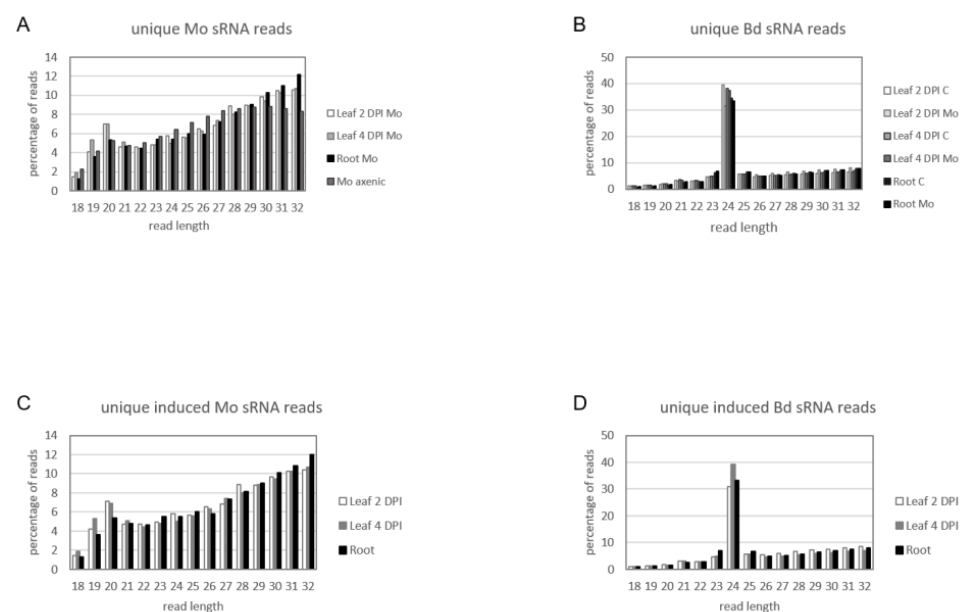 A
unique Mo sRNA reads
percentage of reads
14
12
10
8
6
4
2
0
18 19 20 21 22 23 24 25 26 27 28 29 30 31 32
read length
Leaf 2 DPI Mo
Leaf 4 DPI Mo
Root Mo
Mo axenic
B
unique Bd sRNA reads
percentage of reads
50
40
30
20
10
0
18 19 20 21 22 23 24 25 26 27 28 29 30 31 32
read length
Leaf 2 DPI C
Leaf 2 DPI Mo
Leaf 4 DPI C
Leaf 4 DPI Mo
Root C
Root Mo
C
unique induced Mo sRNA reads
percentage of reads
14
12
10
8
6
4
2
0
18 19 20 21 22 23 24 25 26 27 28 29 30 31 32
Leaf 2 DPI
Leaf 4 DPI
Root
D
unique induced Bd sRNA reads
percentage of reads
50
40
30
20
10
0
18 19 20 21 22 23 24 25 26 27 28 29 30 31 32
Leaf 2 DPI
Leaf 4 DPI
Root